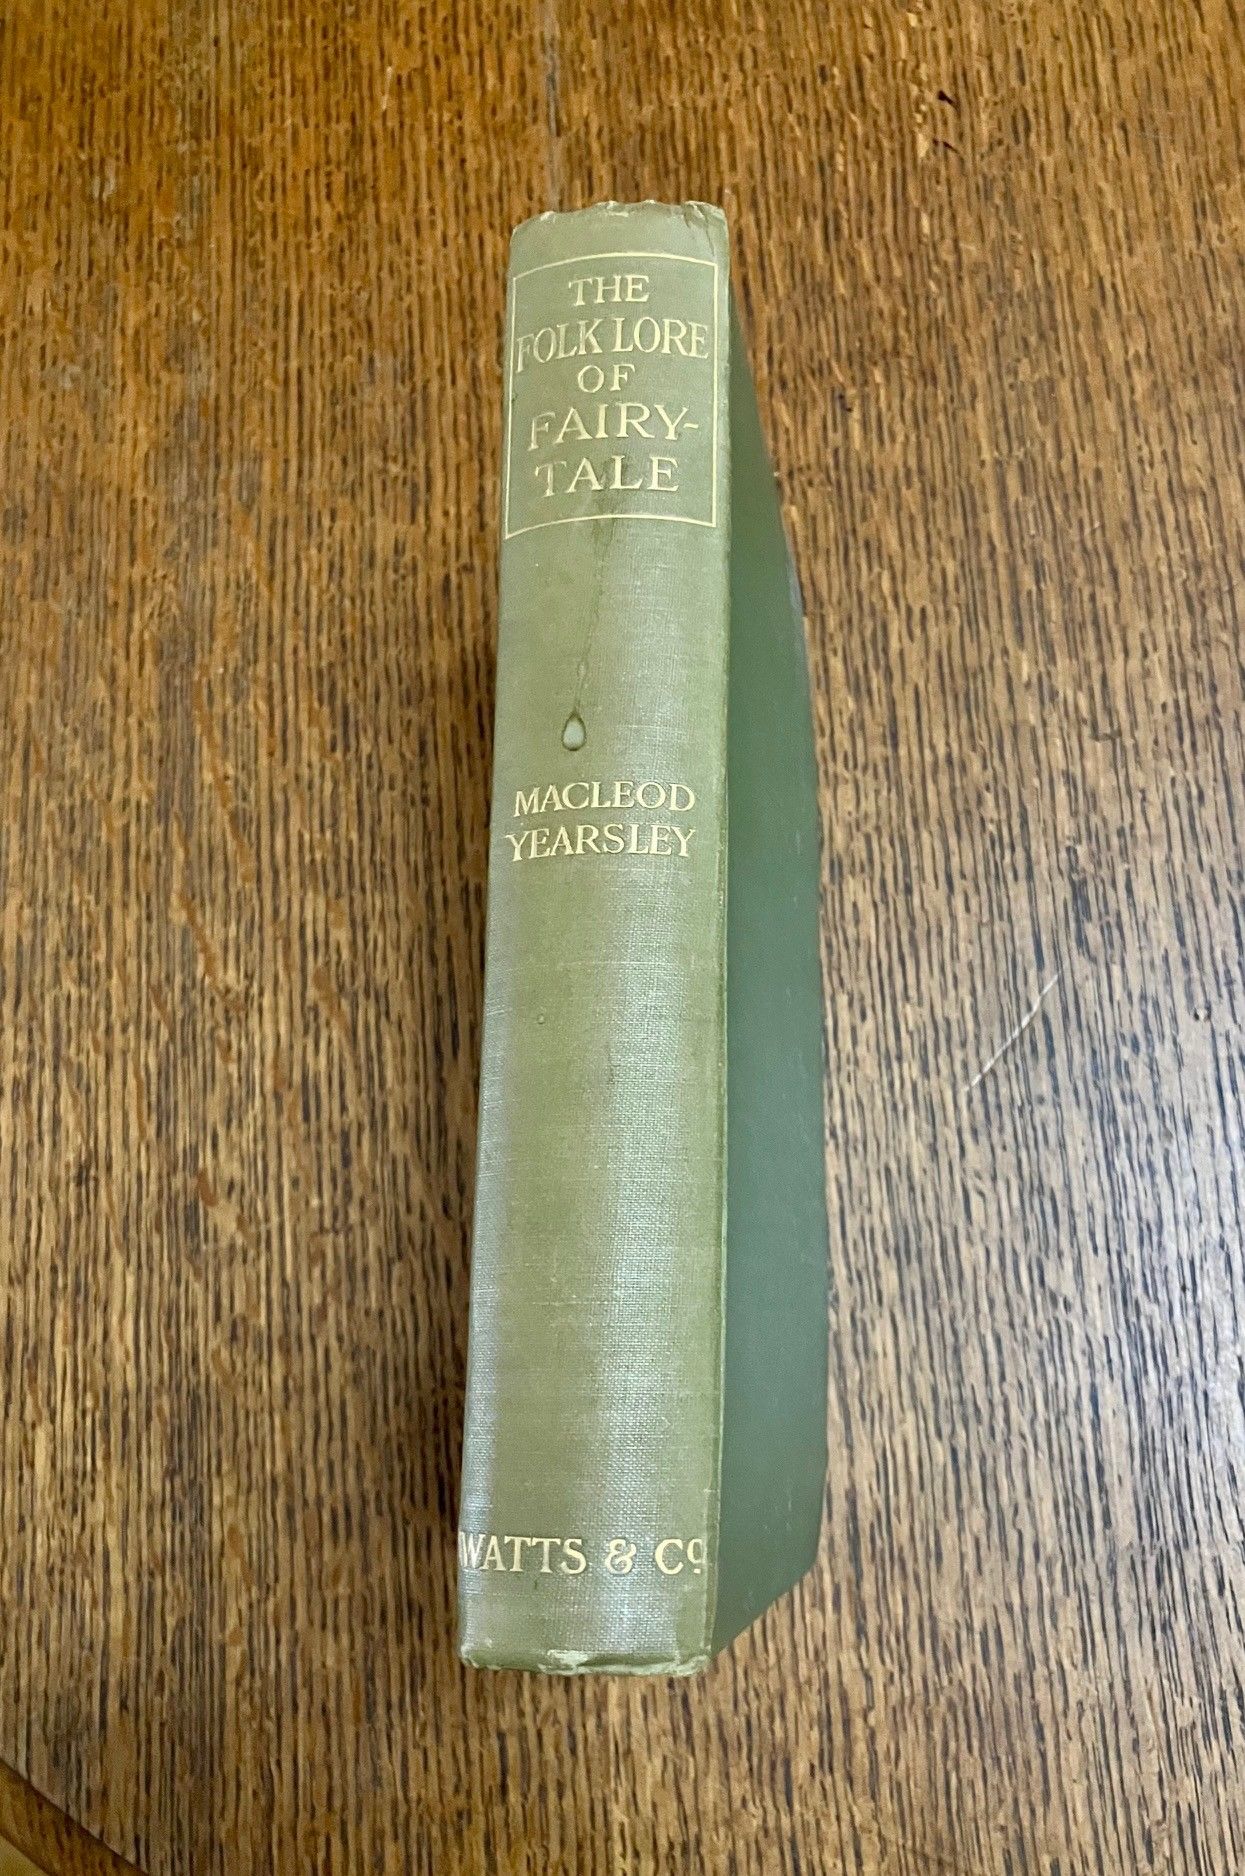 THE
FOLK LORE
OF
FAIRY-
TALE
MACLEOD
YEARSLEY
WATTS & Cº